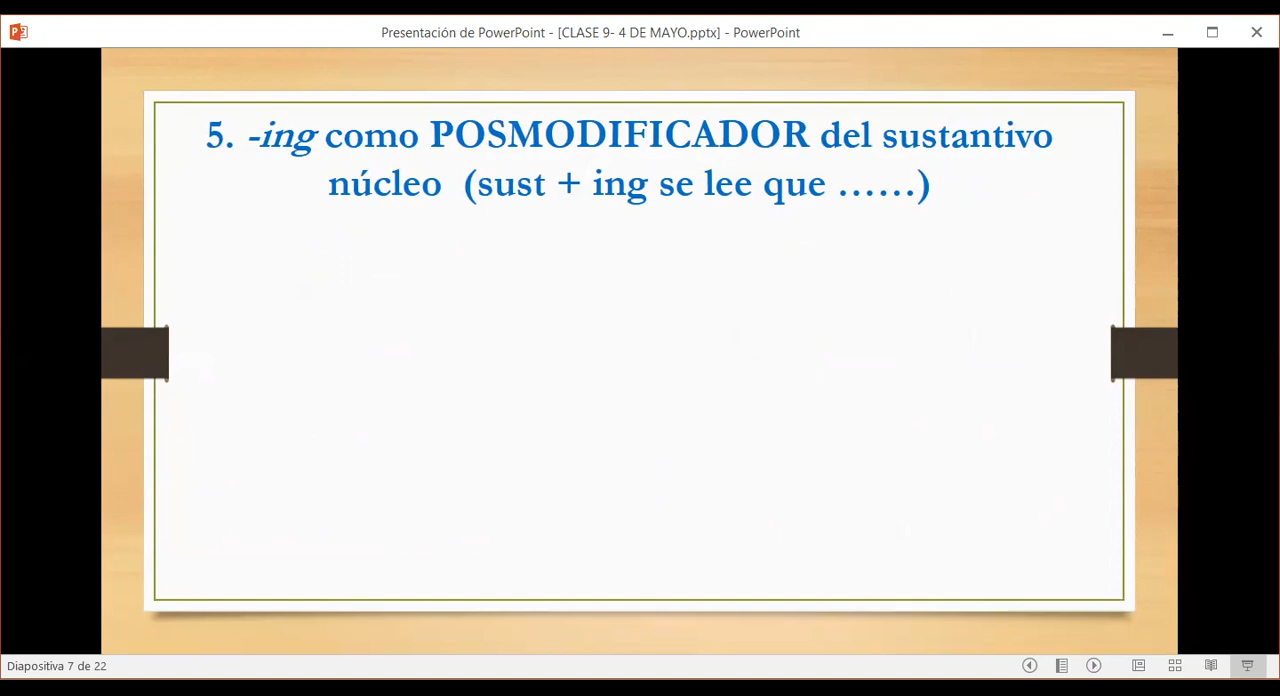 Presentación de PowerPoint - [CLASE 9- 4 DE MAYO.pptx] - PowerPoint
5. -ing como POSMODIFICADOR del sustantivo
núcleo (sust + ing se lee que ……)
Diapositiva 7 de 22